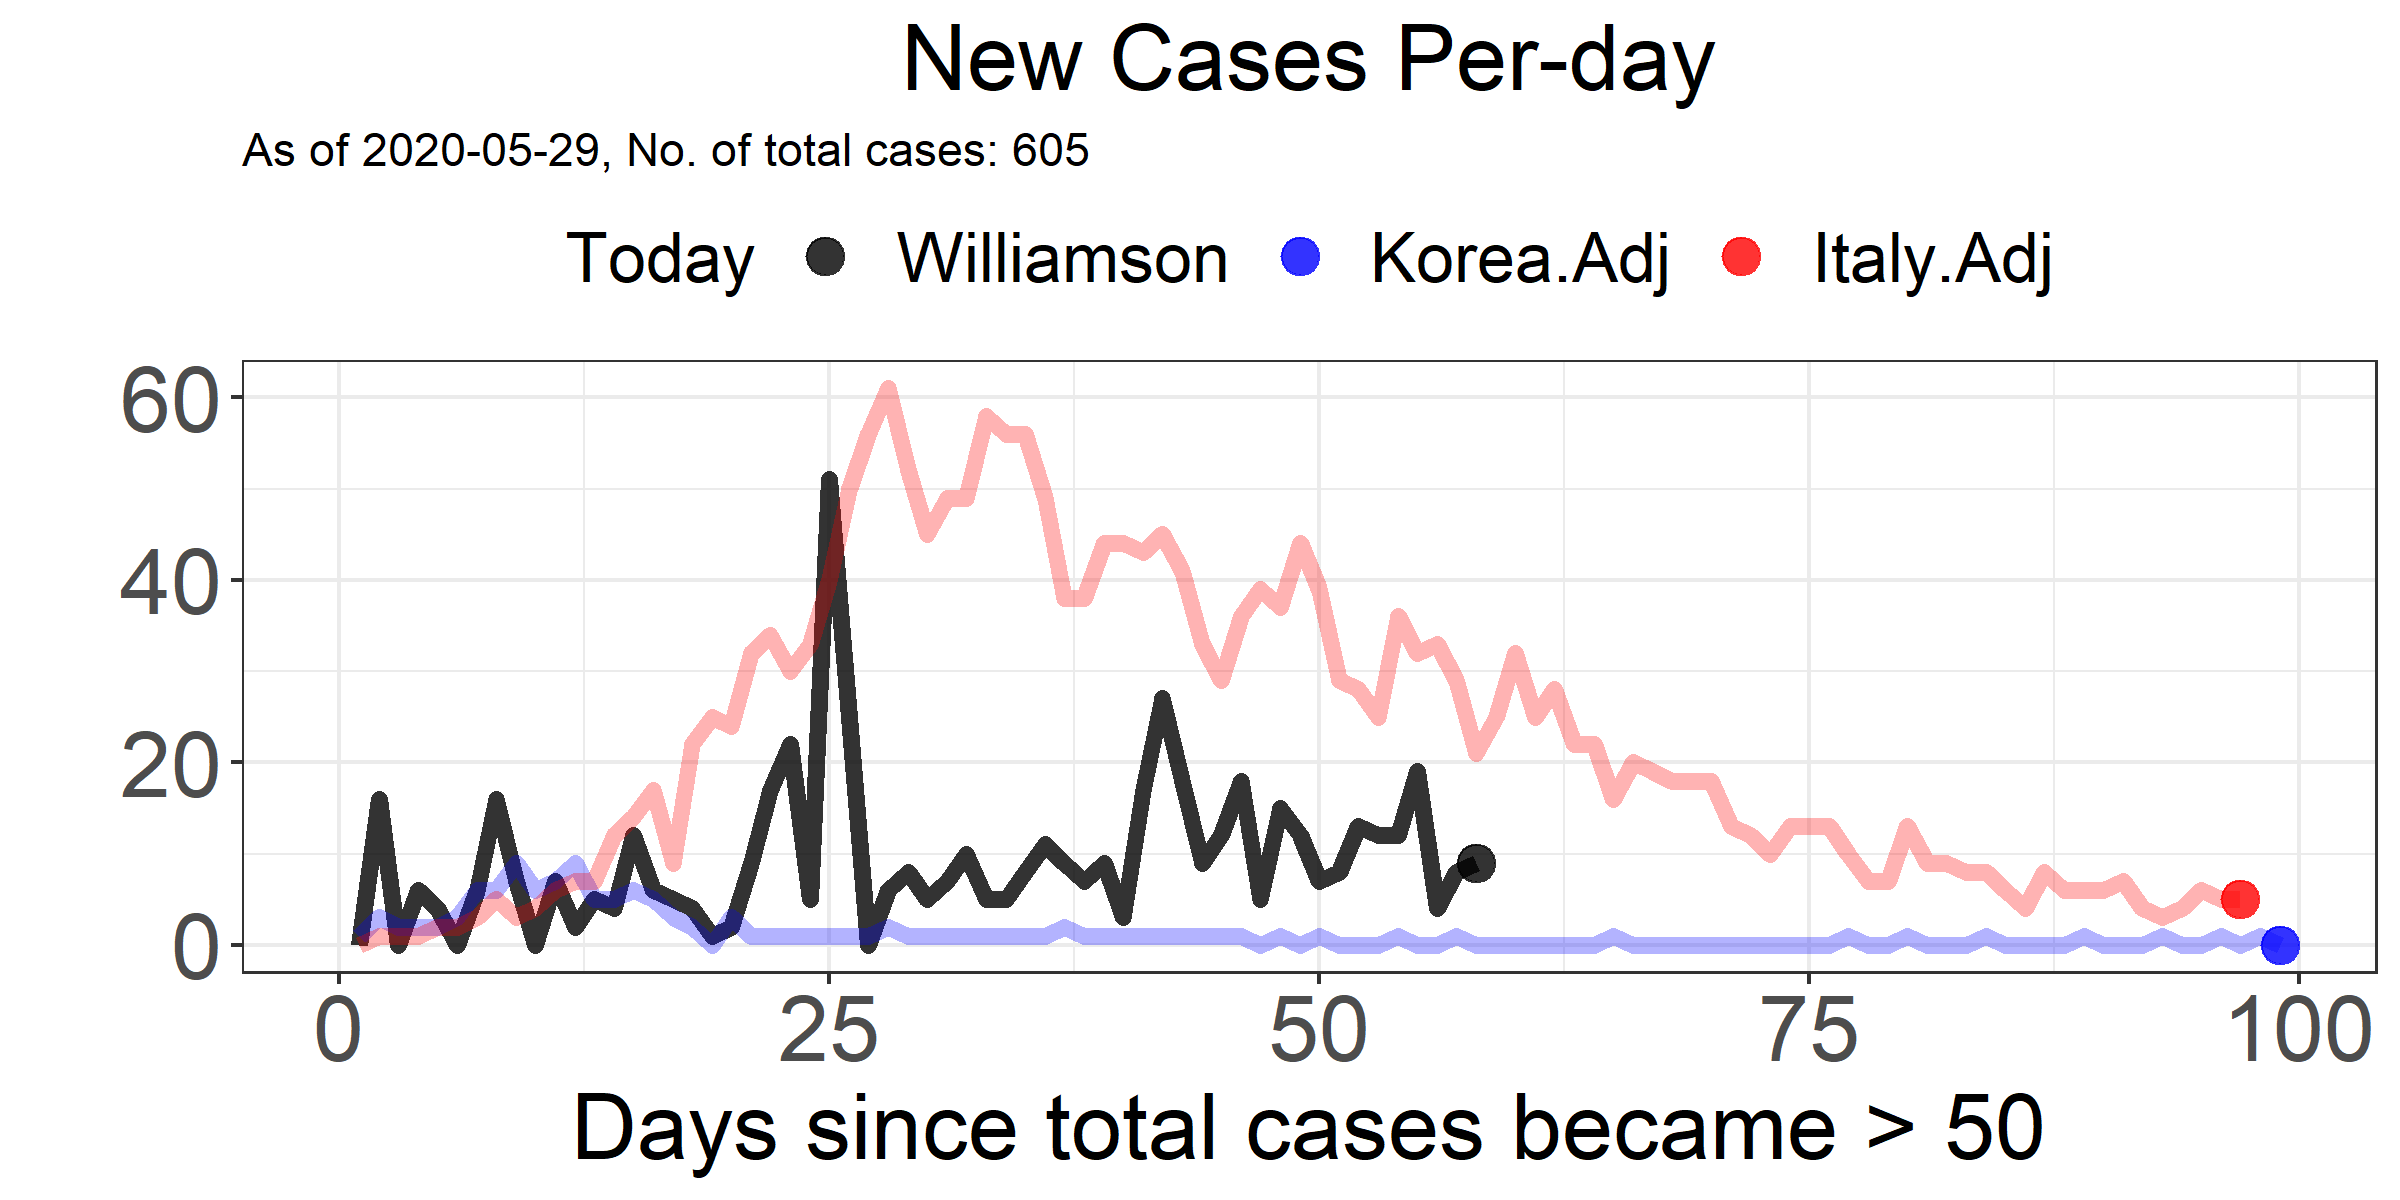 New Cases Per-day
As of 2020-05-29, No. of total cases: 605
Today Williamson Korea.Adj Italy.Adj
60
40
20
0
0 25 50 75 100
Days since total cases became > 50